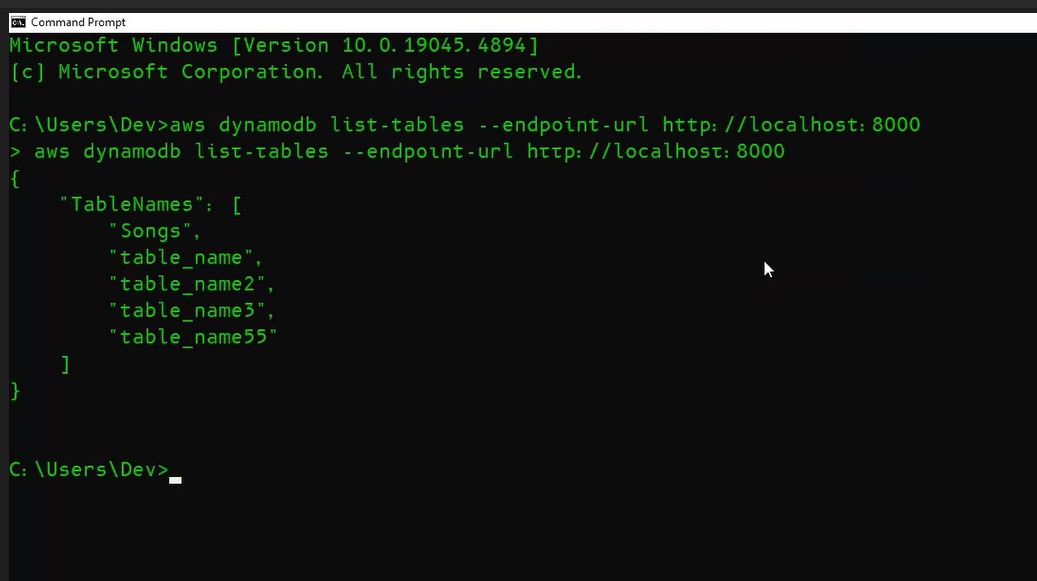 Command Prompt
Microsoft Windows [Version 10.0.19045.4894]
(c) Microsoft Corporation. All rights reserved.
C:\Users\Dev>aws dynamodb list-tables --endpoint-url http://localhost:8000
> aws dynamodb list-tables --endpoint-url http://localhost:8000
{
"TableNames": [
"Songs",
"table_name",
"table_name2",
"table_name3",
"table_name55"
]
}
C:\Users\Dev>